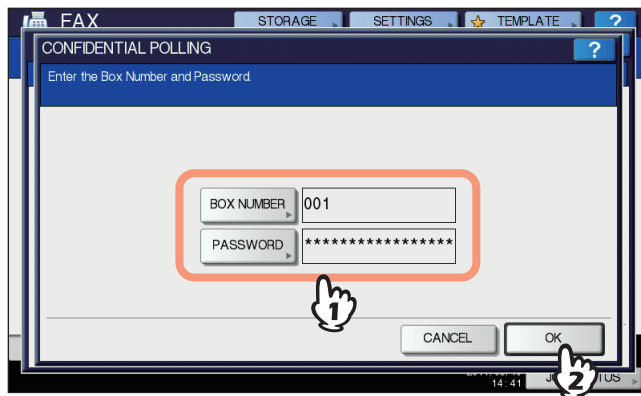 FAX STORAGE SETTINGS TEMPLATE ?
CONFIDENTIAL POLLING ?
Enter the Box Number and Password.
BOX NUMBER 001
PASSWORD *****************
1
CANCEL OK
2
14:41